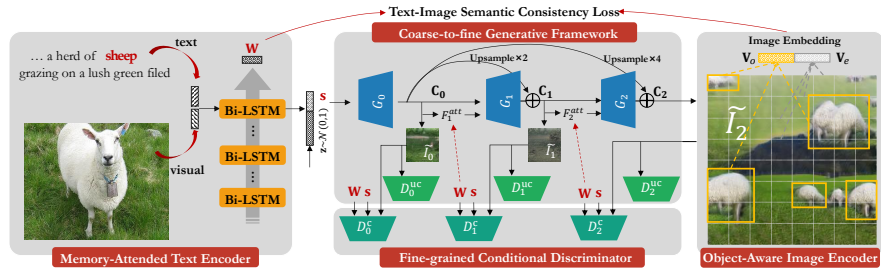 Text-Image Semantic Consistency Loss
Coarse-to-fine Generative Framework
… a herd of sheep
grazing on a lush green filed
text
visual
W
Bi-LSTM
⋮
Bi-LSTM
⋮
Bi-LSTM
Memory-Attended Text Encoder
s
z~𝒩(0,1)
Upsample×2
Upsample×4
G₀
C₀
G₁
C₁
G₂
C₂
F₁ᵃᵗᵗ
F₂ᵃᵗᵗ
Ĩ₀
Ĩ₁
D₀ᵘᶜ
D₁ᵘᶜ
D₂ᵘᶜ
W s
W s
W s
D₀ᶜ
D₁ᶜ
D₂ᶜ
Fine-grained Conditional Discriminator
Image Embedding
Vₒ
Vₑ
Ĩ₂
Object-Aware Image Encoder